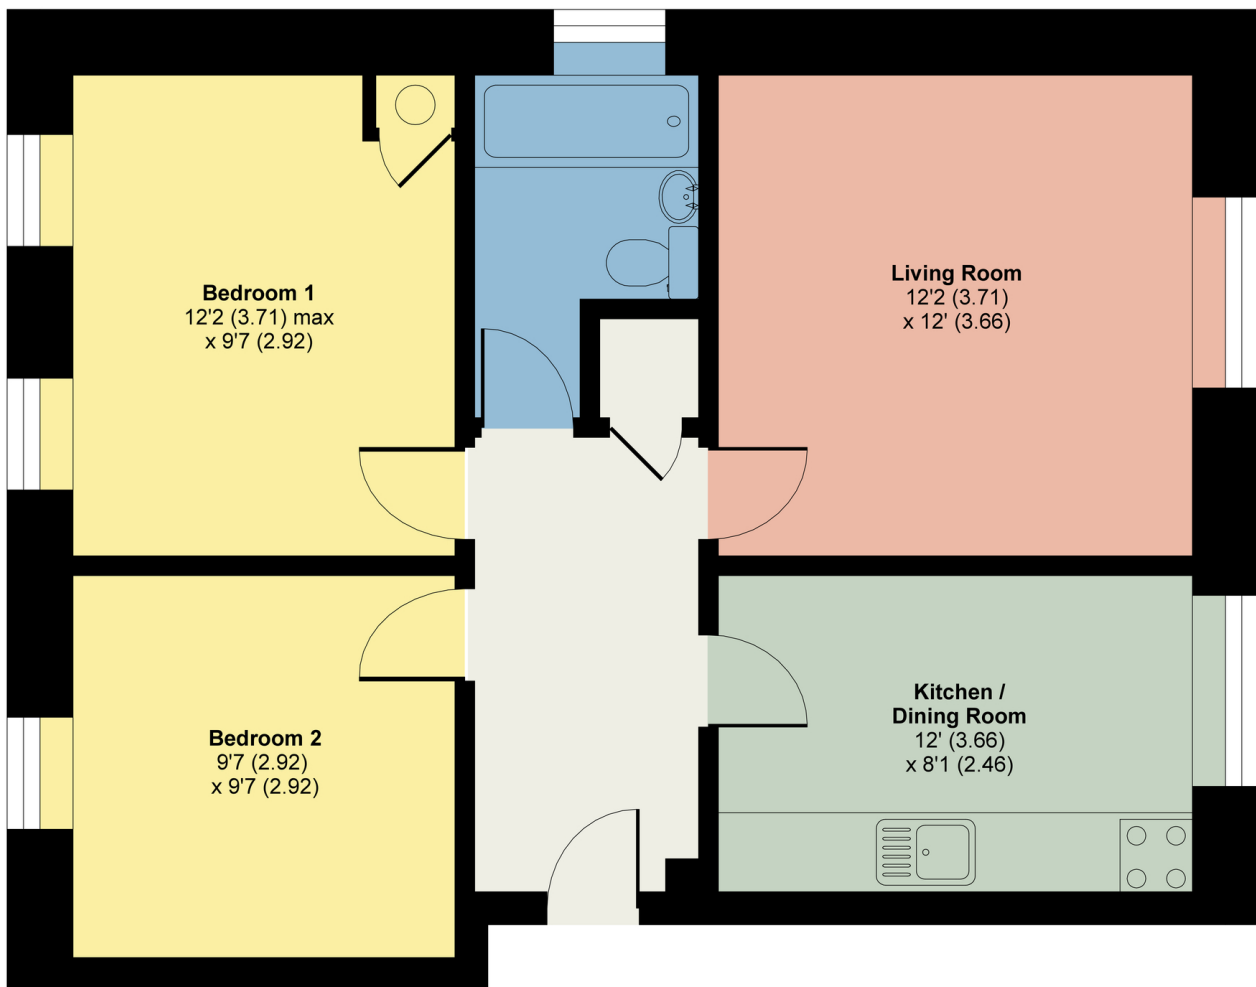 Bedroom 1
12'2 (3.71) max
x 9'7 (2.92)
Living Room
12'2 (3.71)
x 12' (3.66)
Bedroom 2
9'7 (2.92)
x 9'7 (2.92)
Kitchen /
Dining Room
12' (3.66)
x 8'1 (2.46)